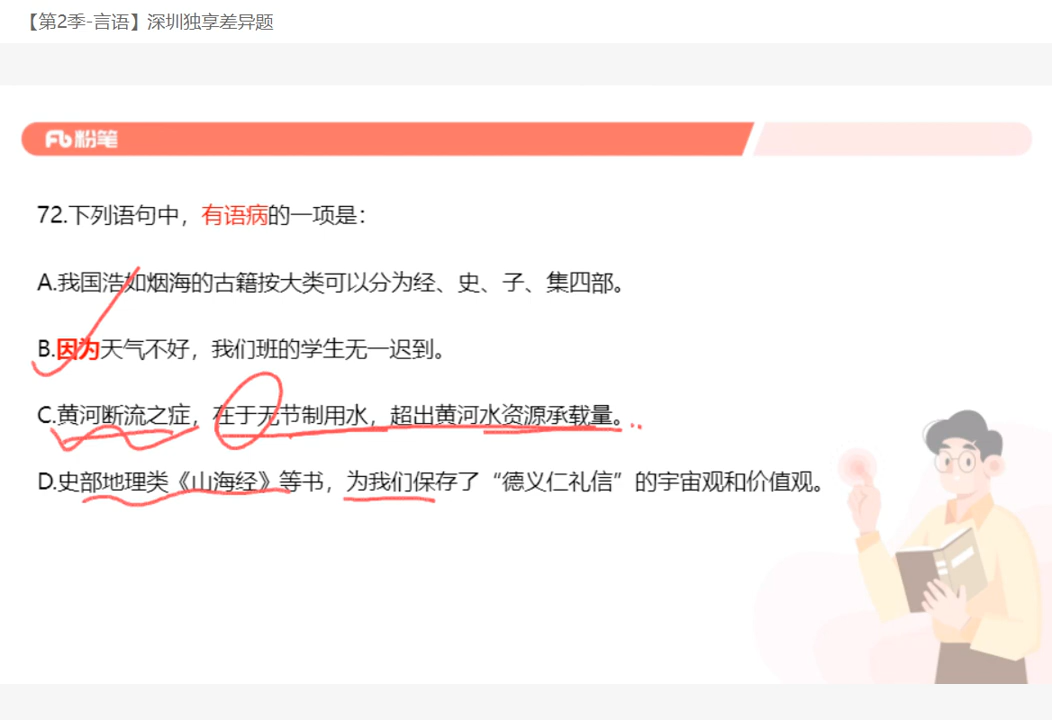 【第2季-言语】深圳独享差异题
粉笔
72.下列语句中，有语病的一项是：
A.我国浩如烟海的古籍按大类可以分为经、史、子、集四部。
B.因为天气不好，我们班的学生无一迟到。
C.黄河断流之症，在于无节制用水，超出黄河水资源承载量。
D.史部地理类《山海经》等书，为我们保存了“德义仁礼信”的宇宙观和价值观。